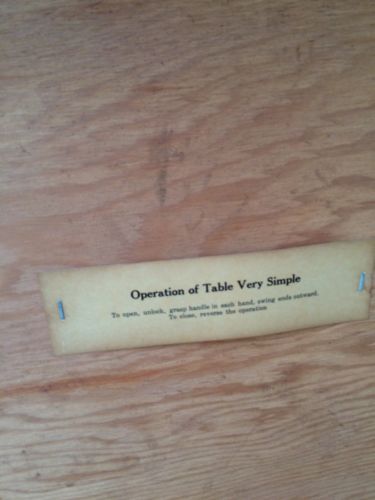 Operation of Table Very Simple
To open, unlock, grasp handle in each hand, swing ends outward.
To close, reverse the operation